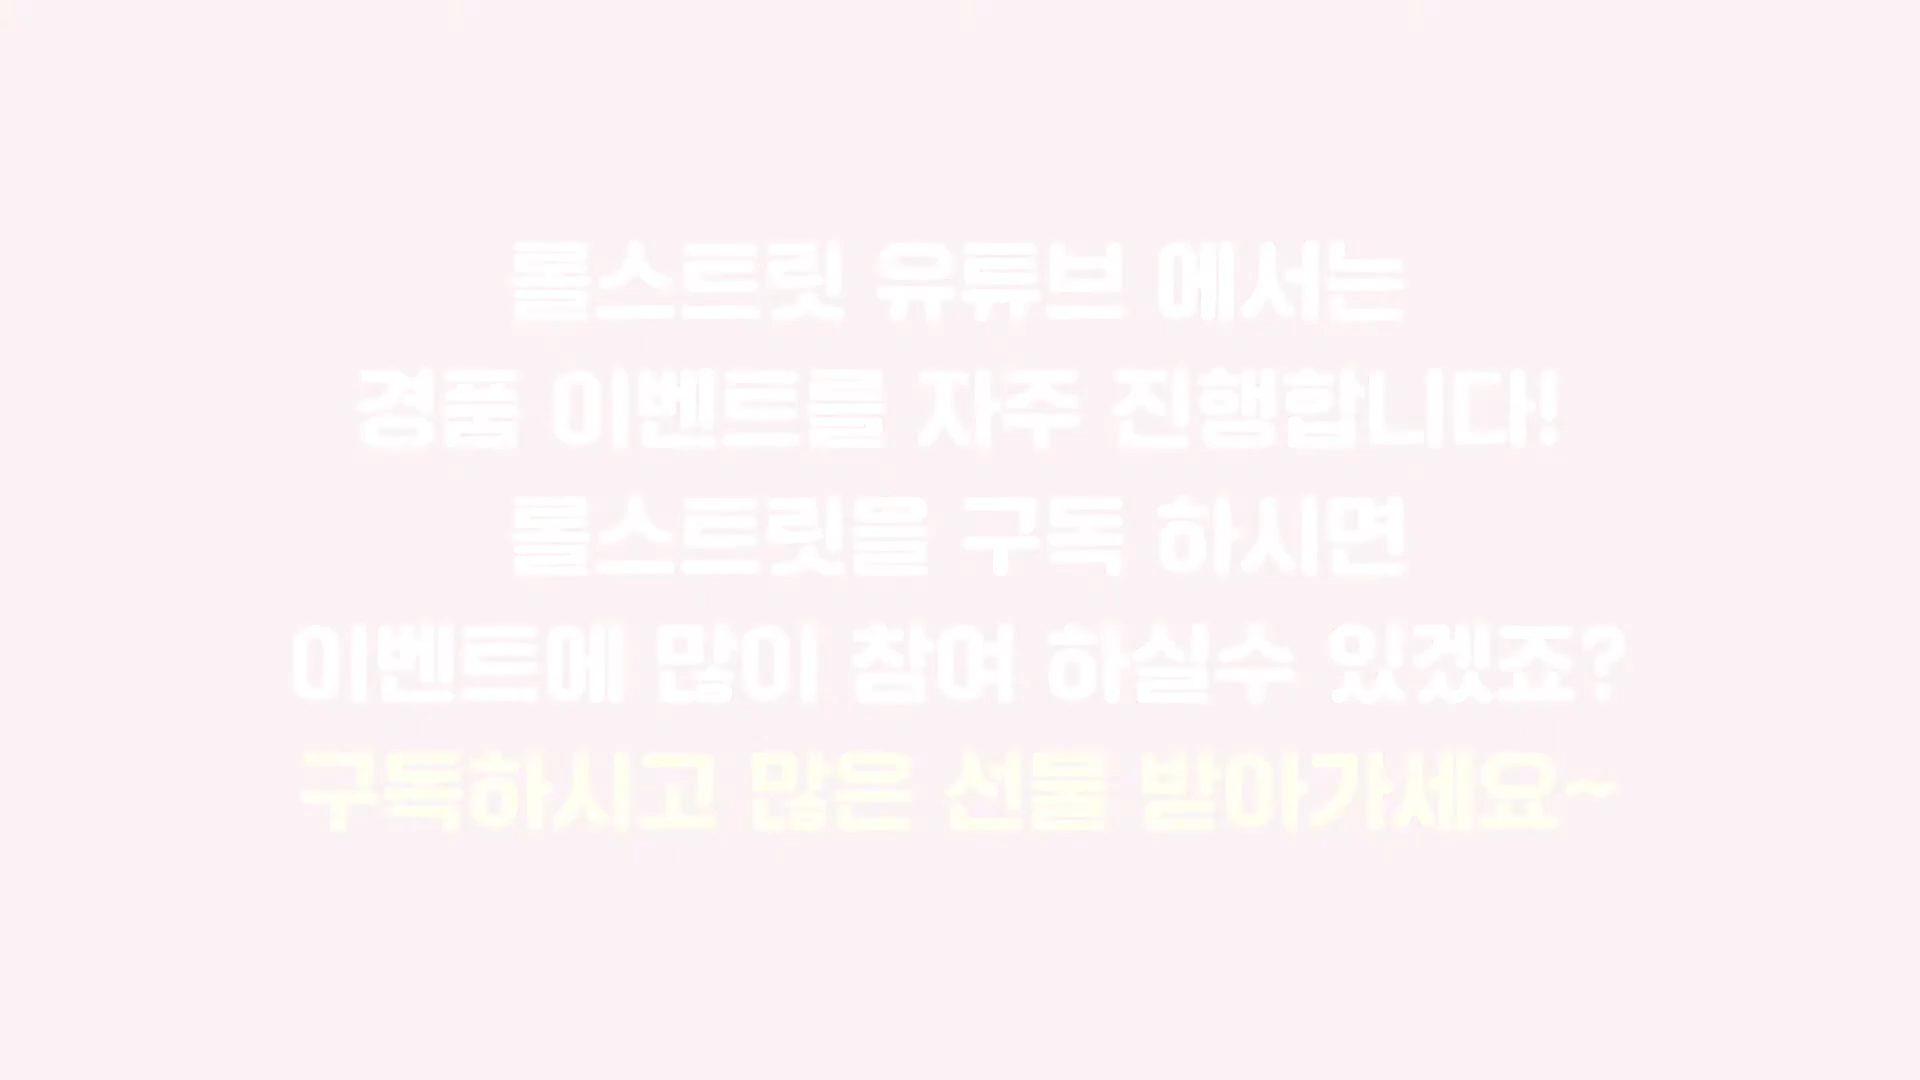 롤스트릿 유튜브 에서는
경품 이벤트를 자주 진행합니다!
롤스트릿을 구독 하시면
이벤트에 많이 참여 하실수 있겠죠?
구독하시고 많은 선물 받아가세요~